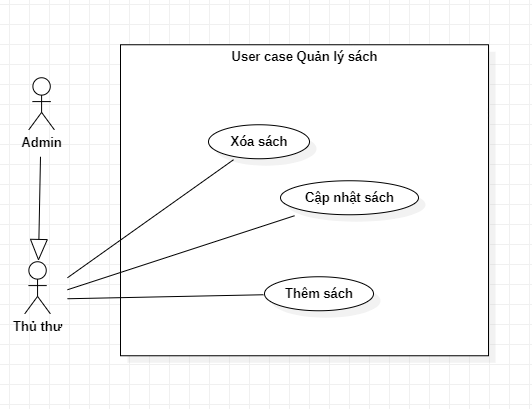 User case Quản lý sách
Admin
Xóa sách
Cập nhật sách
Thêm sách
Thủ thư